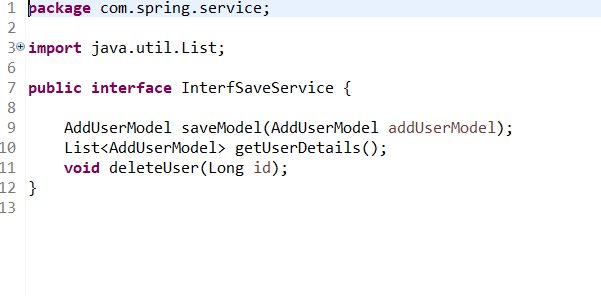 1 package com.spring.service;
2
3 import java.util.List;
6
7 public interface InterfSaveService {
8
9 AddUserModel saveModel(AddUserModel addUserModel);
10 List<AddUserModel> getUserDetails();
11 void deleteUser(Long id);
12 }
13